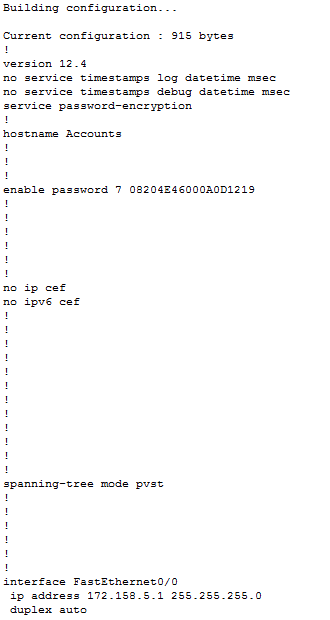 Building configuration...
Current configuration : 915 bytes
!
version 12.4
no service timestamps log datetime msec
no service timestamps debug datetime msec
service password-encryption
!
hostname Accounts
!
!
!
enable password 7 08204E46000A0D1219
!
!
!
!
!
!
no ip cef
no ipv6 cef
!
!
!
!
!
!
!
!
!
!
!
!
spanning-tree mode pvst
!
!
!
!
!
!
interface FastEthernet0/0
 ip address 172.158.5.1 255.255.255.0
 duplex auto